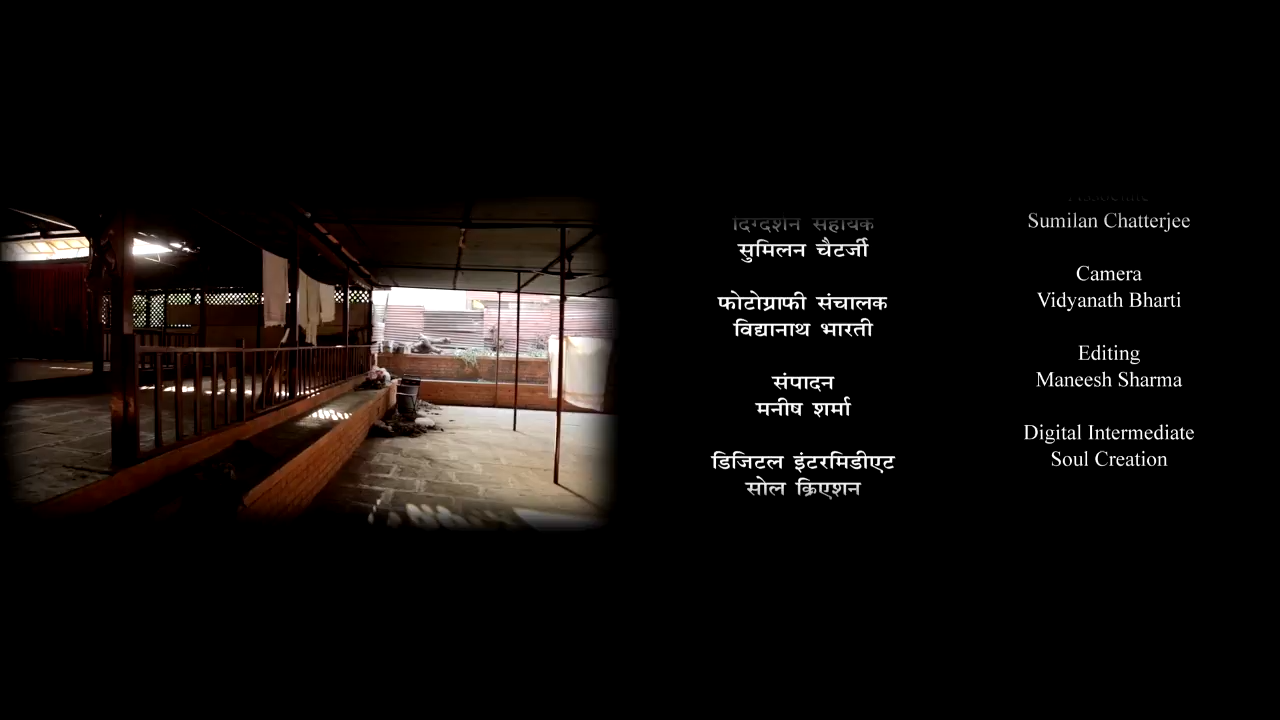 दिग्दर्शन सहायक
सुमिलन चैटर्जी
फोटोग्राफी संचालक
विद्यानाथ भारती
संपादन
मनीष शर्मा
डिजिटल इंटरमिडीएट
सोल क्रिएशन
Associate
Sumilan Chatterjee
Camera
Vidyanath Bharti
Editing
Maneesh Sharma
Digital Intermediate
Soul Creation